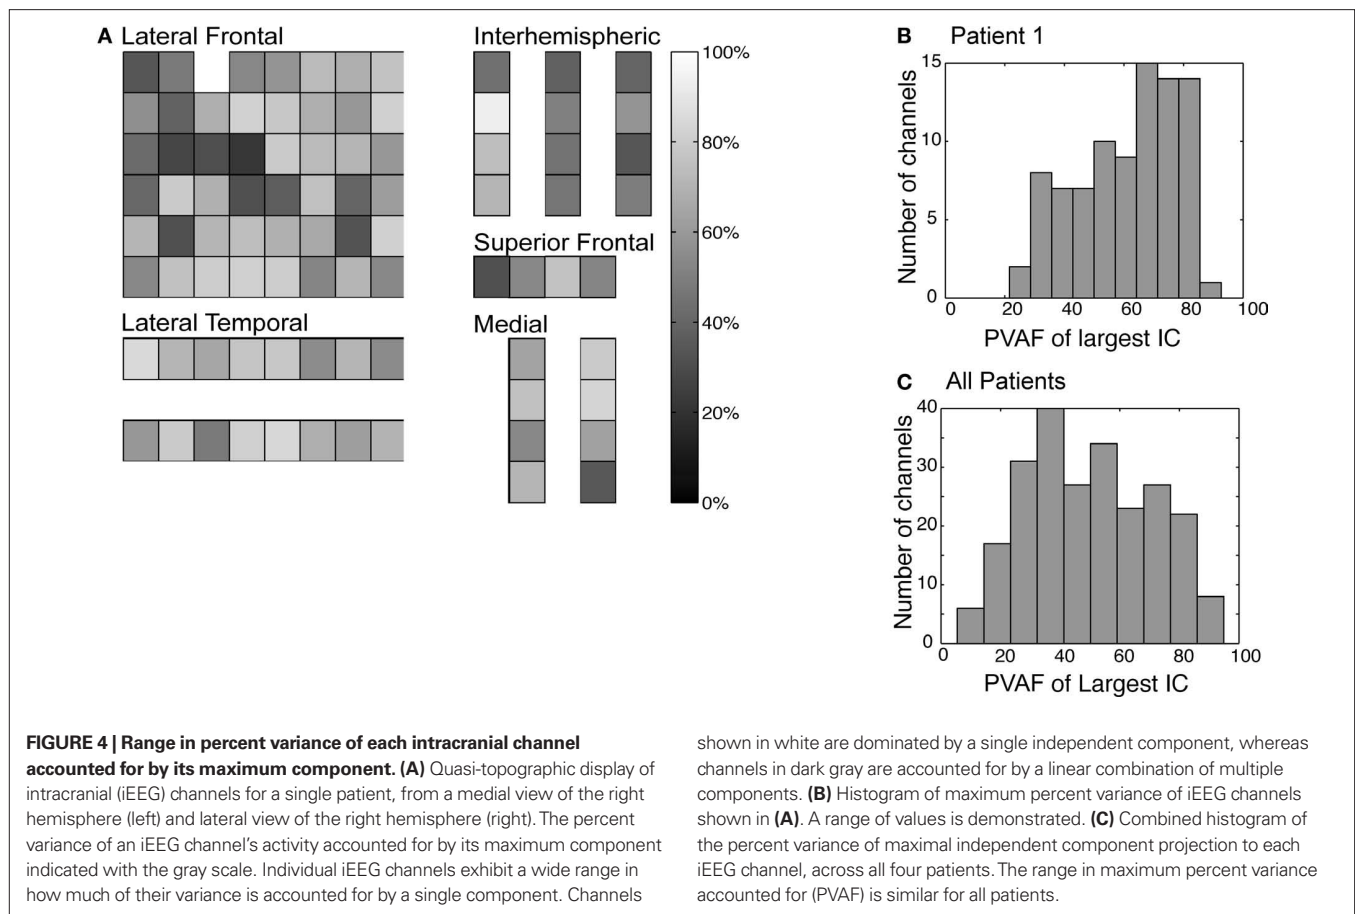 A Lateral Frontal
Interhemispheric
100%
80%
60%
40%
20%
0%
Superior Frontal
Lateral Temporal
Medial
B Patient 1
15
10
5
0
Number of channels
0 20 40 60 80 100
PVAF of largest IC
C All Patients
40
30
20
10
0
Number of channels
0 20 40 60 80 100
PVAF of Largest IC
FIGURE 4 | Range in percent variance of each intracranial channel
accounted for by its maximum component. (A) Quasi-topographic display of
intracranial (iEEG) channels for a single patient, from a medial view of the right
hemisphere (left) and lateral view of the right hemisphere (right). The percent
variance of an iEEG channel's activity accounted for by its maximum component
indicated with the gray scale. Individual iEEG channels exhibit a wide range in
how much of their variance is accounted for by a single component. Channels
shown in white are dominated by a single independent component, whereas
channels in dark gray are accounted for by a linear combination of multiple
components. (B) Histogram of maximum percent variance of iEEG channels
shown in (A). A range of values is demonstrated. (C) Combined histogram of
the percent variance of maximal independent component projection to each
iEEG channel, across all four patients. The range in maximum percent variance
accounted for (PVAF) is similar for all patients.